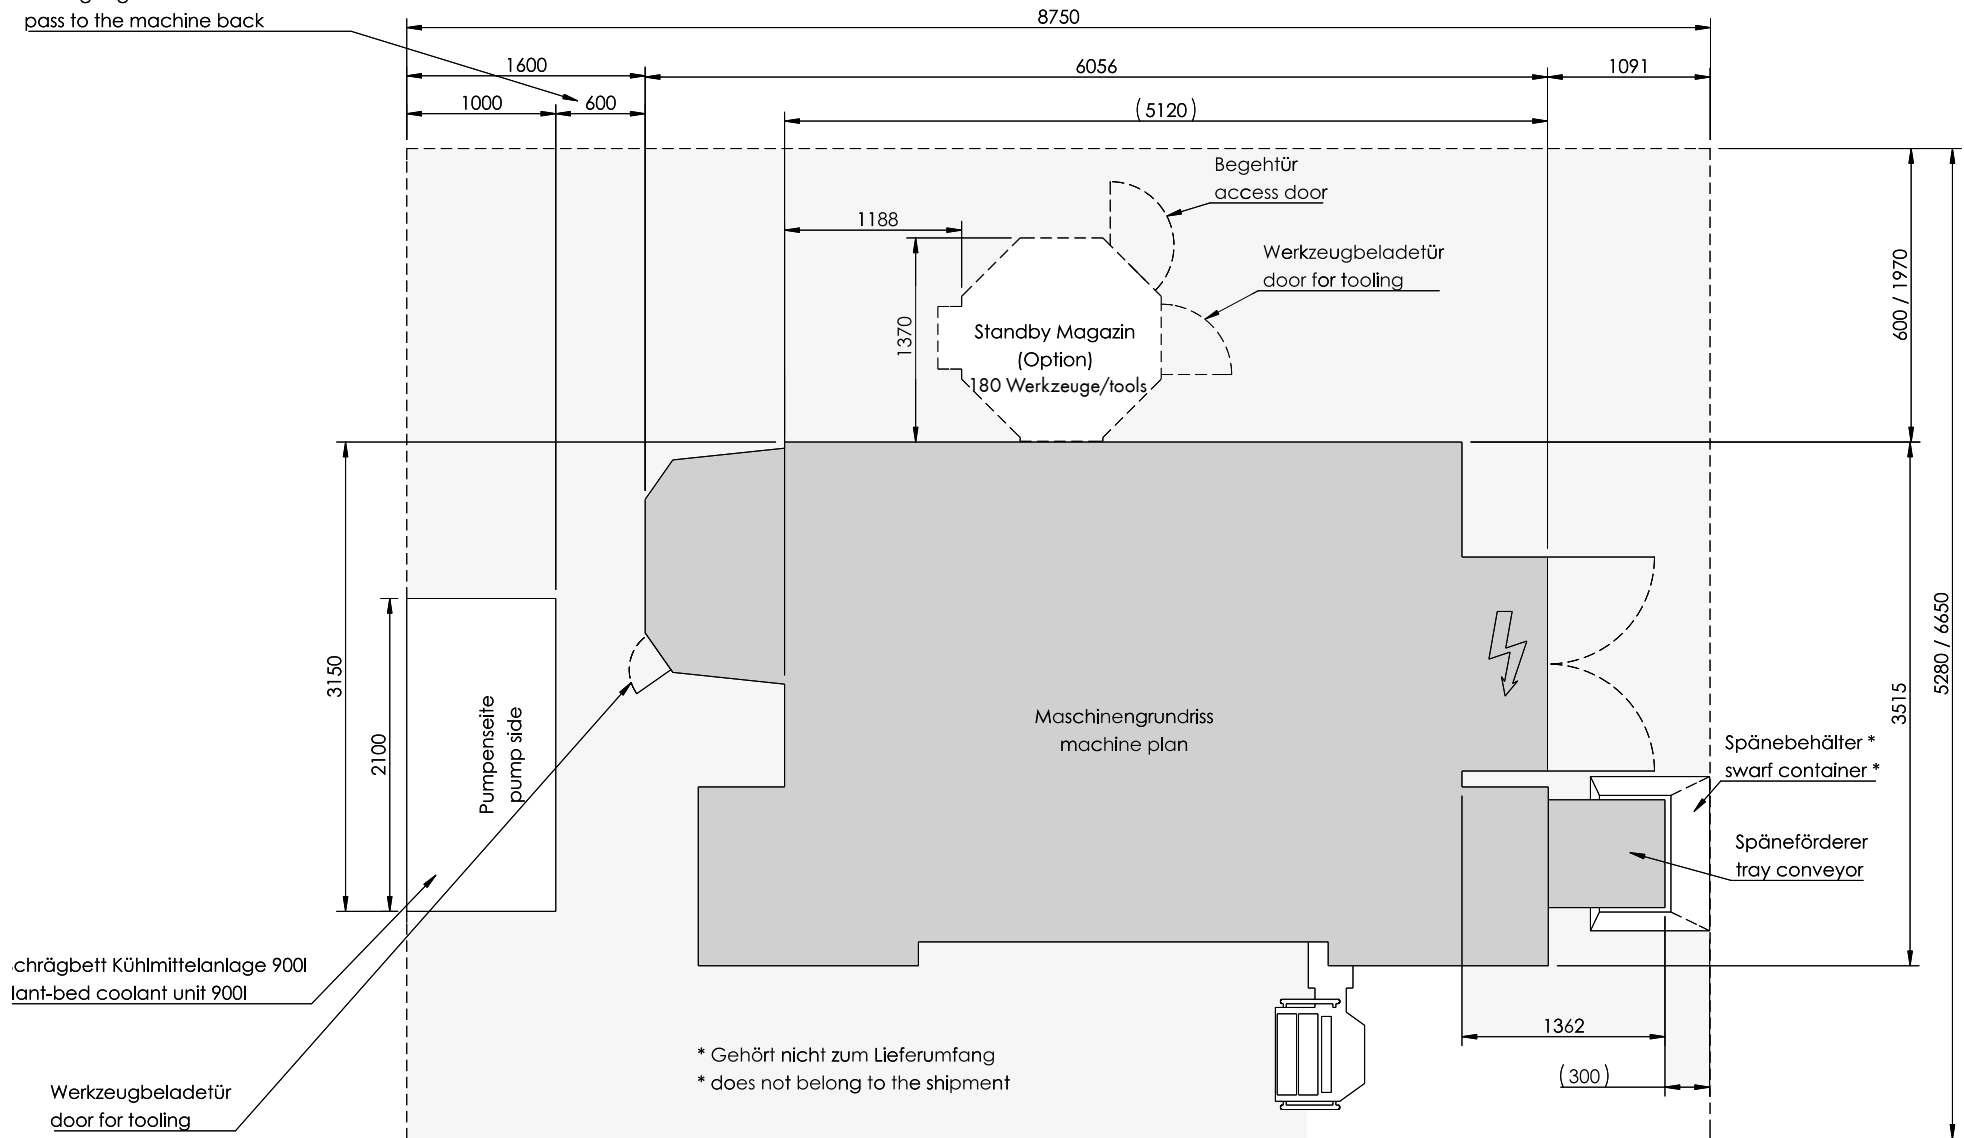 pass to the machine back
8750
1600
6056
1091
1000
600
(5120)
Begehtür
access door
1188
Werkzeugbeladetür
door for tooling
600 / 1970
1370
Standby Magazin
(Option)
180 Werkzeuge/tools
5280 / 6650
3150
2100
Pumpenseite
pump side
Maschinengrundriss
machine plan
3515
Spänebehälter *
swarf container *
Späneförderer
tray conveyor
chrägbett Kühlmittelanlage 900l
lant-bed coolant unit 900l
1362
(300)
* Gehört nicht zum Lieferumfang
* does not belong to the shipment
Werkzeugbeladetür
door for tooling